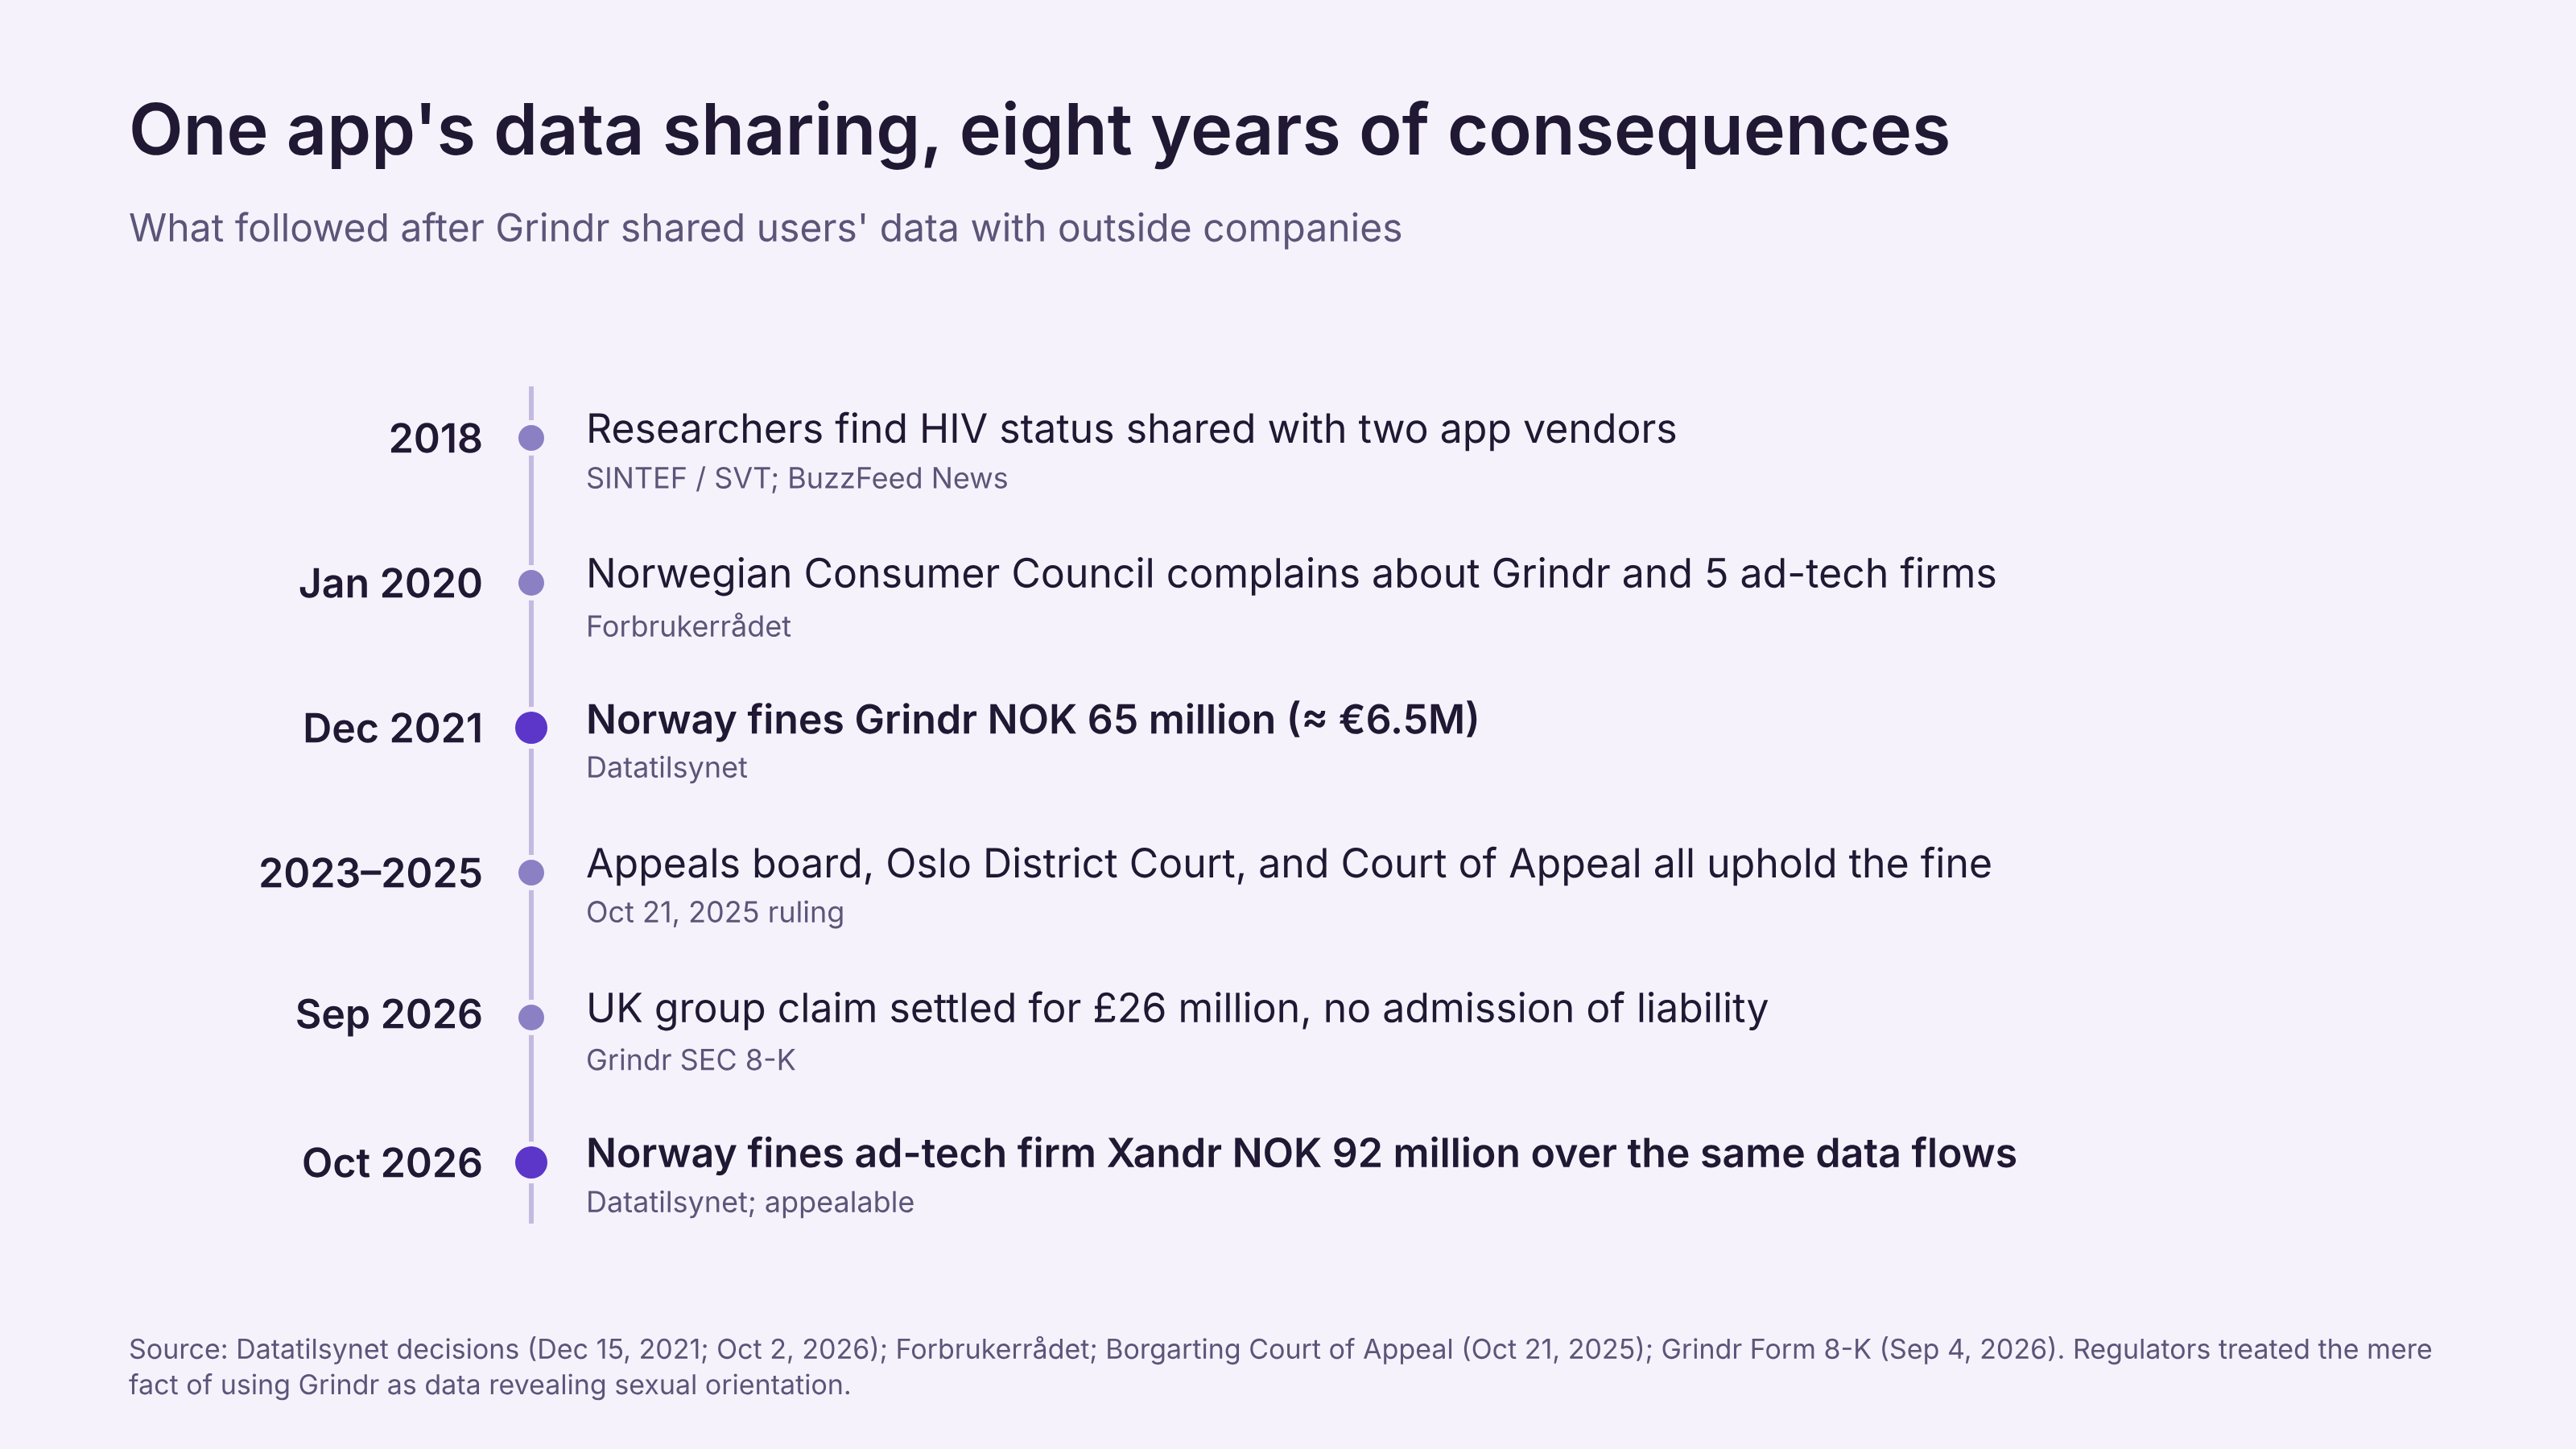 One app's data sharing, eight years of consequences
What followed after Grindr shared users' data with outside companies
2018
Researchers find HIV status shared with two app vendors
SINTEF / SVT; BuzzFeed News
Jan 2020
Norwegian Consumer Council complains about Grindr and 5 ad-tech firms
Forbrukerrådet
Dec 2021
Norway fines Grindr NOK 65 million (≈ €6.5M)
Datatilsynet
2023–2025
Appeals board, Oslo District Court, and Court of Appeal all uphold the fine
Oct 21, 2025 ruling
Sep 2026
UK group claim settled for £26 million, no admission of liability
Grindr SEC 8-K
Oct 2026
Norway fines ad-tech firm Xandr NOK 92 million over the same data flows
Datatilsynet; appealable
Source: Datatilsynet decisions (Dec 15, 2021; Oct 2, 2026); Forbrukerrådet; Borgarting Court of Appeal (Oct 21, 2025); Grindr Form 8-K (Sep 4, 2026). Regulators treated the mere
fact of using Grindr as data revealing sexual orientation.